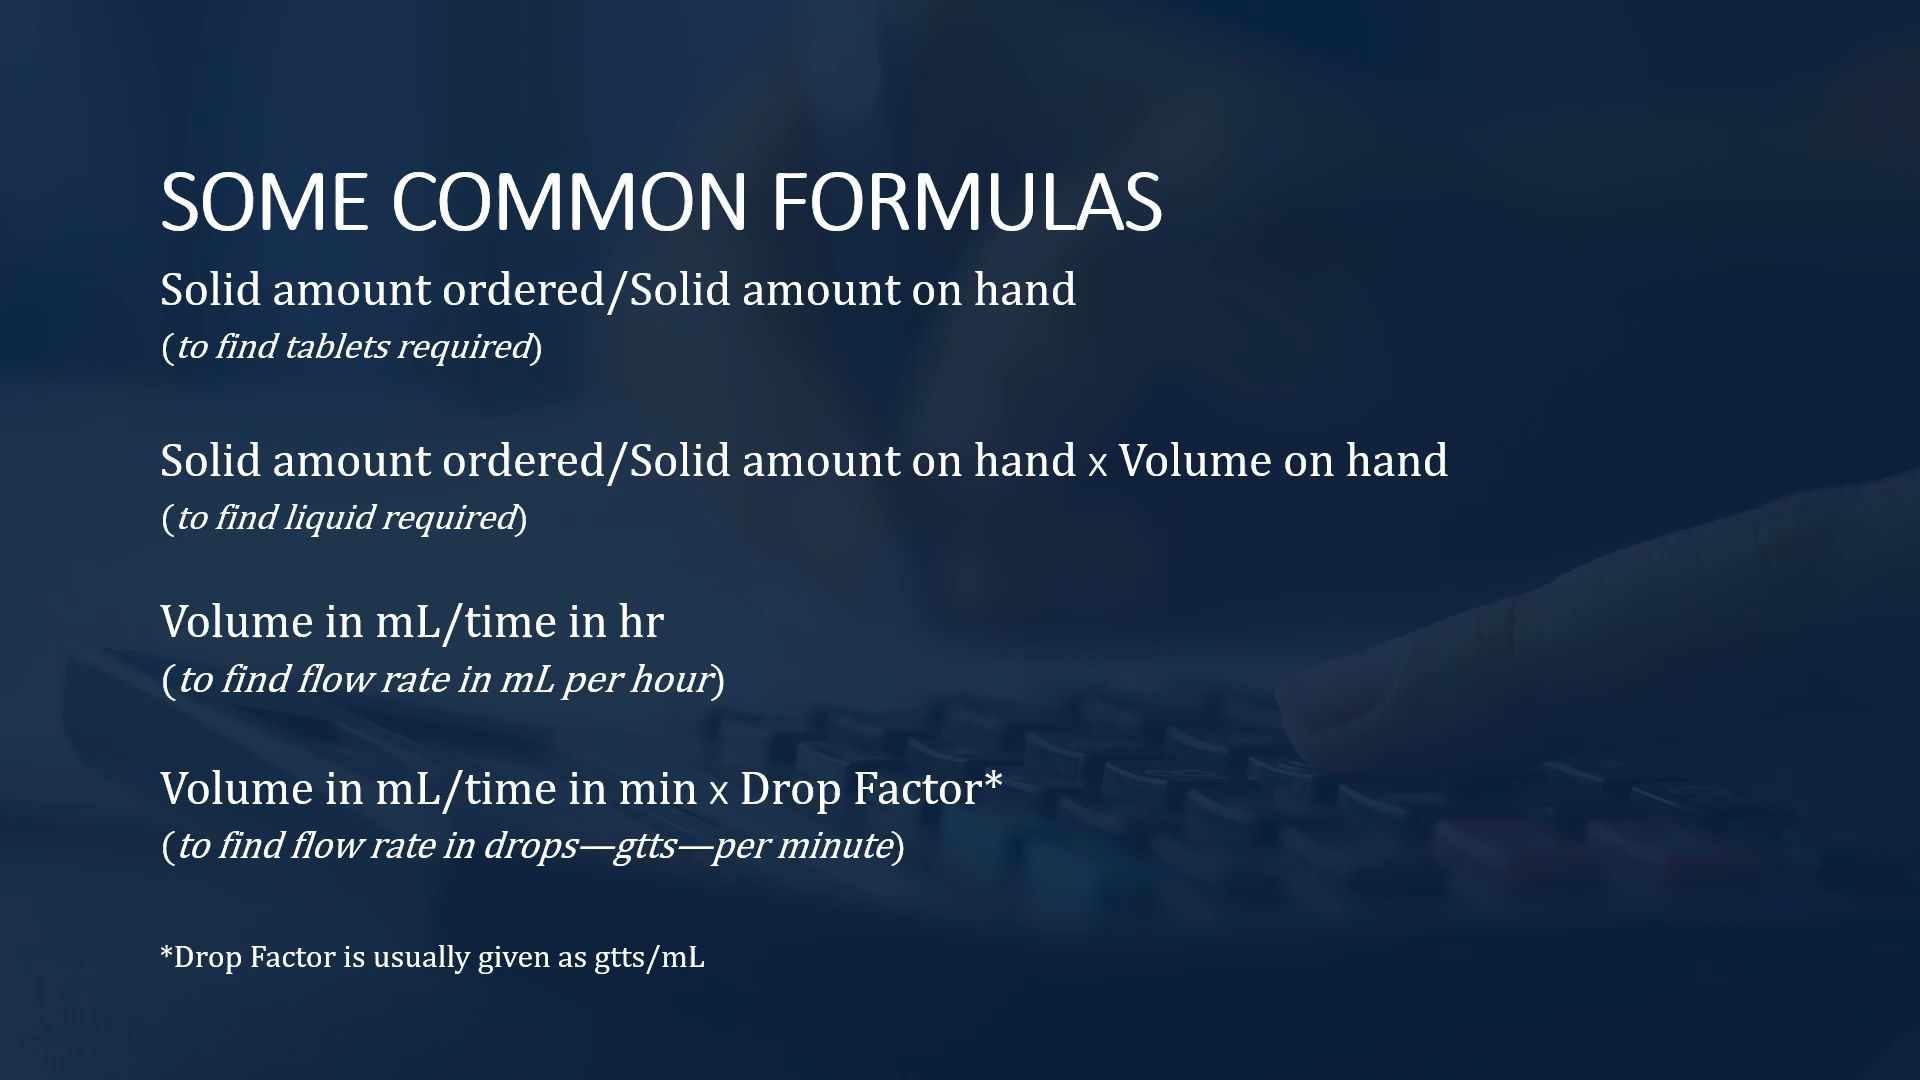 SOME COMMON FORMULAS
Solid amount ordered/Solid amount on hand
(to find tablets required)
Solid amount ordered/Solid amount on hand x Volume on hand
(to find liquid required)
Volume in mL/time in hr
(to find flow rate in mL per hour)
Volume in mL/time in min x Drop Factor*
(to find flow rate in drops—gtts—per minute)
*Drop Factor is usually given as gtts/mL